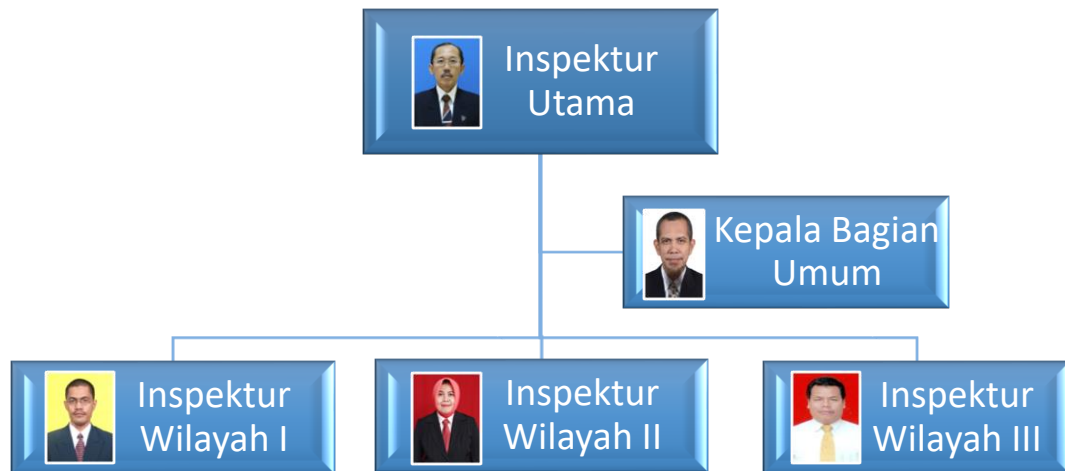 Inspektur
Utama
Kepala Bagian
Umum
Inspektur
Wilayah I
Inspektur
Wilayah II
Inspektur
Wilayah III